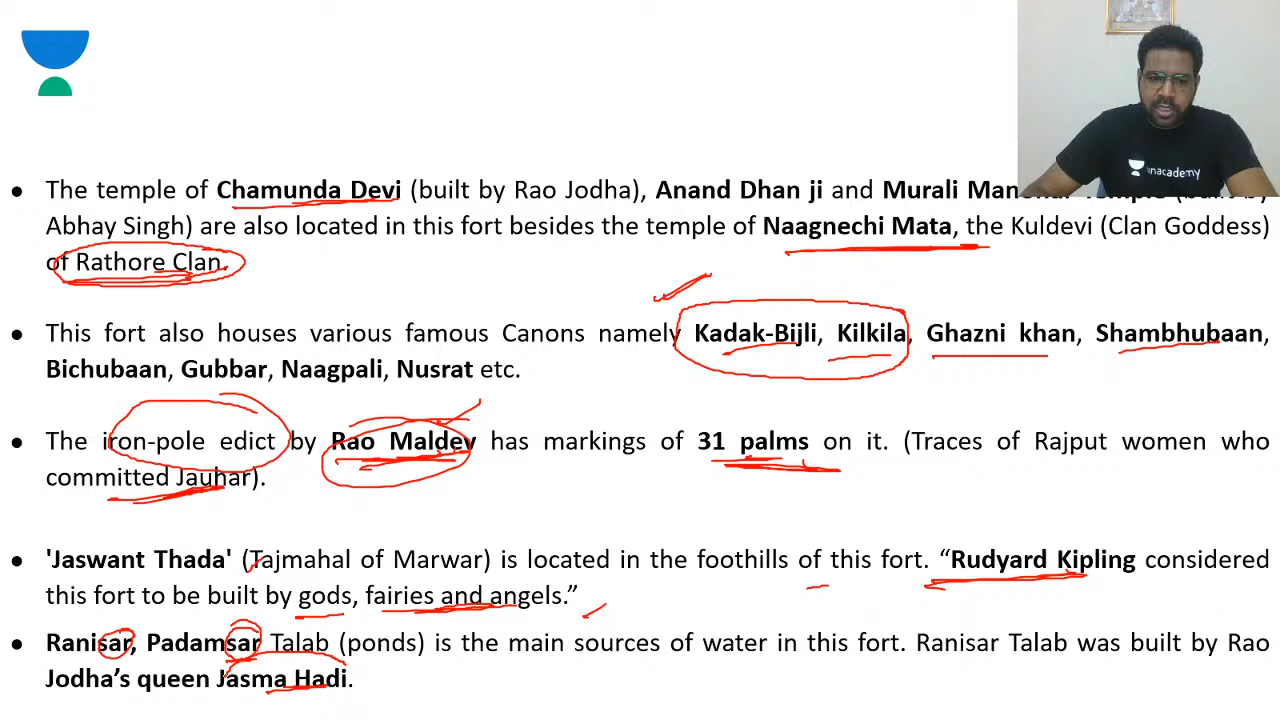 The temple of Chamunda Devi (built by Rao Jodha), Anand Dhan ji and Murali
Abhay Singh) are also located in this fort besides the temple of Naagnechi Mata, the Kuldevi (Clan Goddess)
of Rathore Clan.
This fort also houses various famous Canons namely Kadak-Bijli, Kilkila, Ghazni khan, Shambhubaan,
Bichubaan, Gubbar, Naagpali, Nusrat etc.
The iron-pole edict by Rao Maldev has markings of 31 palms on it. (Traces of Rajput women who
committed Jauhar).
'Jaswant Thada' (Tajmahal of Marwar) is located in the foothills of this fort. “Rudyard Kipling considered
this fort to be built by gods, fairies and angels.”
Ranisar, Padamsar Talab (ponds) is the main sources of water in this fort. Ranisar Talab was built by Rao
Jodha’s queen Jasma Hadi.
unacademy